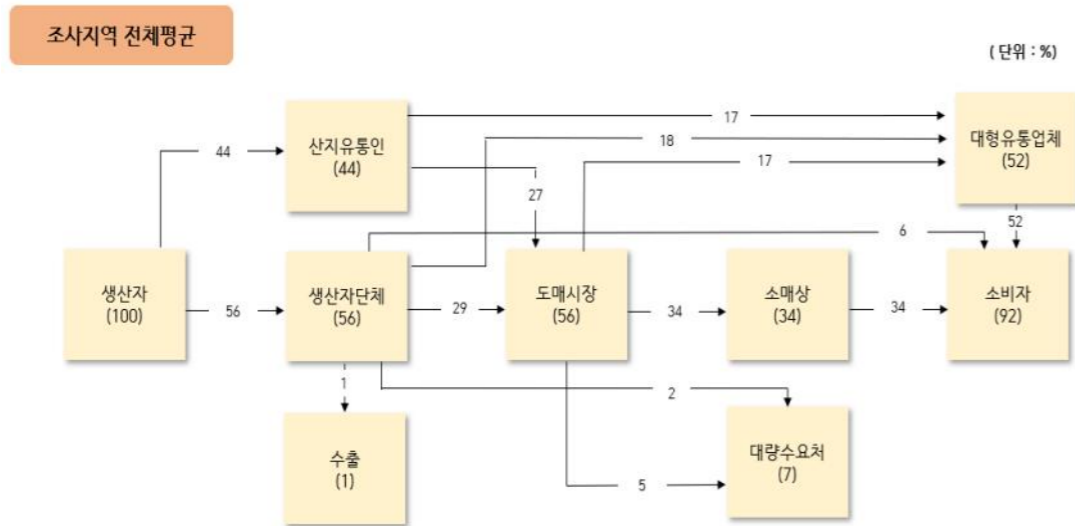 조사지역 전체평균
( 단위 : %)
산지유통인
(44)
대형유통업체
(52)
17
18
17
44
27
52
6
생산자
(100)
56
생산자단체
(56)
29
도매시장
(56)
34
소매상
(34)
34
소비자
(92)
1
2
수출
(1)
대량수요처
(7)
5